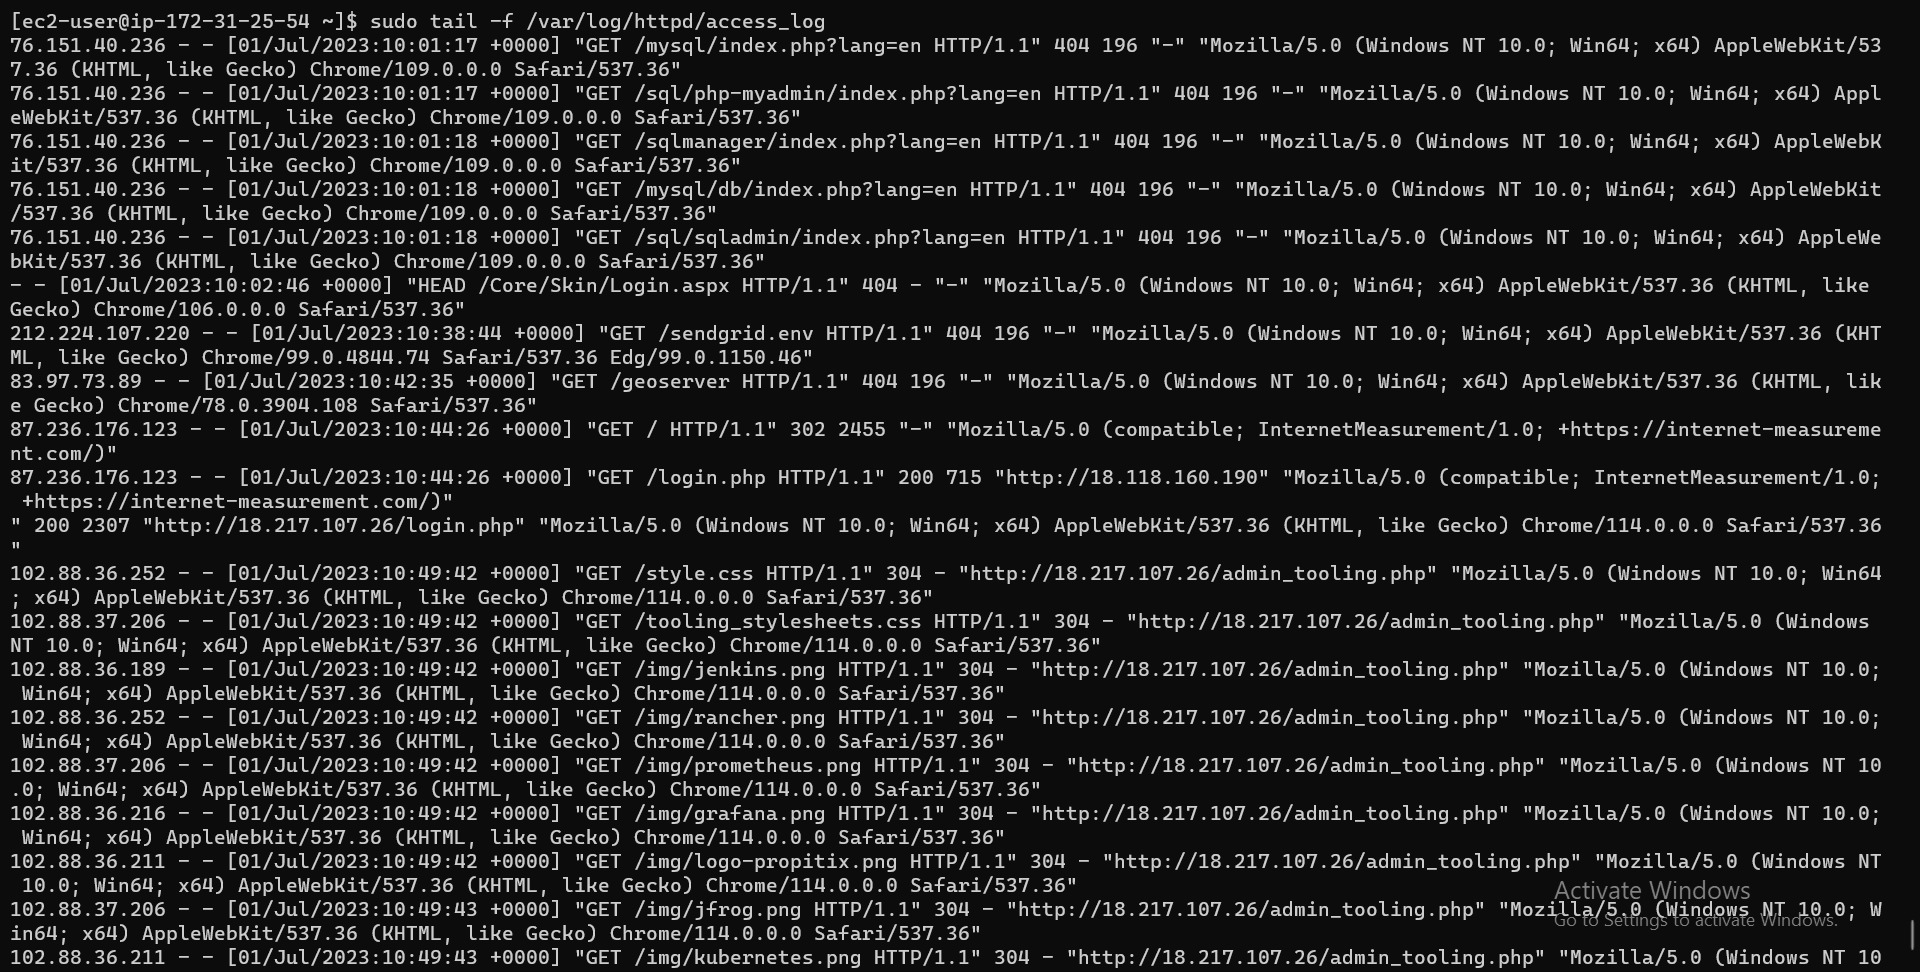 [ec2-user@ip-172-31-25-54 ~]$ sudo tail -f /var/log/httpd/access_log
76.151.40.236 - - [01/Jul/2023:10:01:17 +0000] "GET /mysql/index.php?lang=en HTTP/1.1" 404 196 "-" "Mozilla/5.0 (Windows NT 10.0; Win64; x64) AppleWebKit/53
7.36 (KHTML, like Gecko) Chrome/109.0.0.0 Safari/537.36"
76.151.40.236 - - [01/Jul/2023:10:01:17 +0000] "GET /sql/php-myadmin/index.php?lang=en HTTP/1.1" 404 196 "-" "Mozilla/5.0 (Windows NT 10.0; Win64; x64) Appl
eWebKit/537.36 (KHTML, like Gecko) Chrome/109.0.0.0 Safari/537.36"
76.151.40.236 - - [01/Jul/2023:10:01:18 +0000] "GET /sqlmanager/index.php?lang=en HTTP/1.1" 404 196 "-" "Mozilla/5.0 (Windows NT 10.0; Win64; x64) AppleWebK
it/537.36 (KHTML, like Gecko) Chrome/109.0.0.0 Safari/537.36"
76.151.40.236 - - [01/Jul/2023:10:01:18 +0000] "GET /mysql/db/index.php?lang=en HTTP/1.1" 404 196 "-" "Mozilla/5.0 (Windows NT 10.0; Win64; x64) AppleWebKit
/537.36 (KHTML, like Gecko) Chrome/109.0.0.0 Safari/537.36"
76.151.40.236 - - [01/Jul/2023:10:01:18 +0000] "GET /sql/sqladmin/index.php?lang=en HTTP/1.1" 404 196 "-" "Mozilla/5.0 (Windows NT 10.0; Win64; x64) AppleWe
bKit/537.36 (KHTML, like Gecko) Chrome/109.0.0.0 Safari/537.36"
- - [01/Jul/2023:10:02:46 +0000] "HEAD /Core/Skin/Login.aspx HTTP/1.1" 404 - "-" "Mozilla/5.0 (Windows NT 10.0; Win64; x64) AppleWebKit/537.36 (KHTML, like
Gecko) Chrome/106.0.0.0 Safari/537.36"
212.224.107.220 - - [01/Jul/2023:10:38:44 +0000] "GET /sendgrid.env HTTP/1.1" 404 196 "-" "Mozilla/5.0 (Windows NT 10.0; Win64; x64) AppleWebKit/537.36 (KHT
ML, like Gecko) Chrome/99.0.4844.74 Safari/537.36 Edg/99.0.1150.46"
83.97.73.89 - - [01/Jul/2023:10:42:35 +0000] "GET /geoserver HTTP/1.1" 404 196 "-" "Mozilla/5.0 (Windows NT 10.0; Win64; x64) AppleWebKit/537.36 (KHTML, lik
e Gecko) Chrome/78.0.3904.108 Safari/537.36"
87.236.176.123 - - [01/Jul/2023:10:44:26 +0000] "GET / HTTP/1.1" 302 2455 "-" "Mozilla/5.0 (compatible; InternetMeasurement/1.0; +https://internet-measureme
nt.com/)"
87.236.176.123 - - [01/Jul/2023:10:44:26 +0000] "GET /login.php HTTP/1.1" 200 715 "http://18.118.160.190" "Mozilla/5.0 (compatible; InternetMeasurement/1.0;
+https://internet-measurement.com/)"
" 200 2307 "http://18.217.107.26/login.php" "Mozilla/5.0 (Windows NT 10.0; Win64; x64) AppleWebKit/537.36 (KHTML, like Gecko) Chrome/114.0.0.0 Safari/537.36
"
102.88.36.252 - - [01/Jul/2023:10:49:42 +0000] "GET /style.css HTTP/1.1" 304 - "http://18.217.107.26/admin_tooling.php" "Mozilla/5.0 (Windows NT 10.0; Win64
; x64) AppleWebKit/537.36 (KHTML, like Gecko) Chrome/114.0.0.0 Safari/537.36"
102.88.37.206 - - [01/Jul/2023:10:49:42 +0000] "GET /tooling_stylesheets.css HTTP/1.1" 304 - "http://18.217.107.26/admin_tooling.php" "Mozilla/5.0 (Windows
NT 10.0; Win64; x64) AppleWebKit/537.36 (KHTML, like Gecko) Chrome/114.0.0.0 Safari/537.36"
102.88.36.189 - - [01/Jul/2023:10:49:42 +0000] "GET /img/jenkins.png HTTP/1.1" 304 - "http://18.217.107.26/admin_tooling.php" "Mozilla/5.0 (Windows NT 10.0;
Win64; x64) AppleWebKit/537.36 (KHTML, like Gecko) Chrome/114.0.0.0 Safari/537.36"
102.88.36.252 - - [01/Jul/2023:10:49:42 +0000] "GET /img/rancher.png HTTP/1.1" 304 - "http://18.217.107.26/admin_tooling.php" "Mozilla/5.0 (Windows NT 10.0;
Win64; x64) AppleWebKit/537.36 (KHTML, like Gecko) Chrome/114.0.0.0 Safari/537.36"
102.88.37.206 - - [01/Jul/2023:10:49:42 +0000] "GET /img/prometheus.png HTTP/1.1" 304 - "http://18.217.107.26/admin_tooling.php" "Mozilla/5.0 (Windows NT 10
.0; Win64; x64) AppleWebKit/537.36 (KHTML, like Gecko) Chrome/114.0.0.0 Safari/537.36"
102.88.36.216 - - [01/Jul/2023:10:49:42 +0000] "GET /img/grafana.png HTTP/1.1" 304 - "http://18.217.107.26/admin_tooling.php" "Mozilla/5.0 (Windows NT 10.0;
Win64; x64) AppleWebKit/537.36 (KHTML, like Gecko) Chrome/114.0.0.0 Safari/537.36"
102.88.36.211 - - [01/Jul/2023:10:49:42 +0000] "GET /img/logo-propitix.png HTTP/1.1" 304 - "http://18.217.107.26/admin_tooling.php" "Mozilla/5.0 (Windows NT
10.0; Win64; x64) AppleWebKit/537.36 (KHTML, like Gecko) Chrome/114.0.0.0 Safari/537.36"
102.88.37.206 - - [01/Jul/2023:10:49:43 +0000] "GET /img/jfrog.png HTTP/1.1" 304 - "http://18.217.107.26/admin_tooling.php" "Mozilla/5.0 (Windows NT 10.0; W
in64; x64) AppleWebKit/537.36 (KHTML, like Gecko) Chrome/114.0.0.0 Safari/537.36"
102.88.36.211 - - [01/Jul/2023:10:49:43 +0000] "GET /img/kubernetes.png HTTP/1.1" 304 - "http://18.217.107.26/admin_tooling.php" "Mozilla/5.0 (Windows NT 10
Activate Windows
Go to Settings to activate Windows.